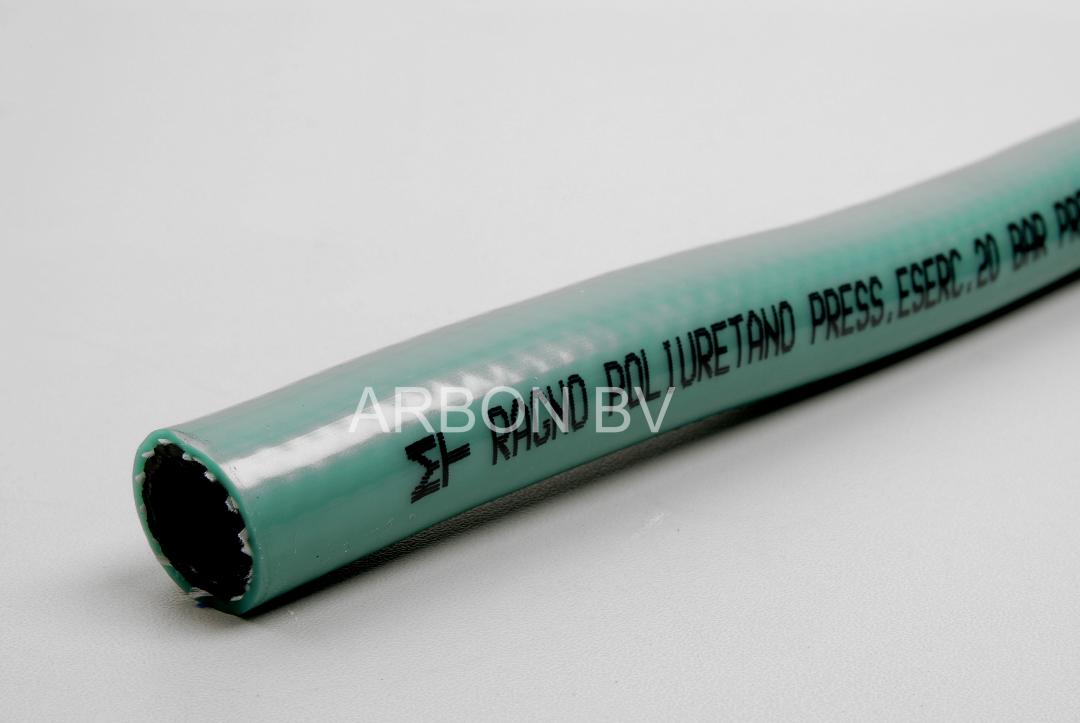 RAGNO POLIURETANO PRESS.ESERC.20 BAR
ARBON BV